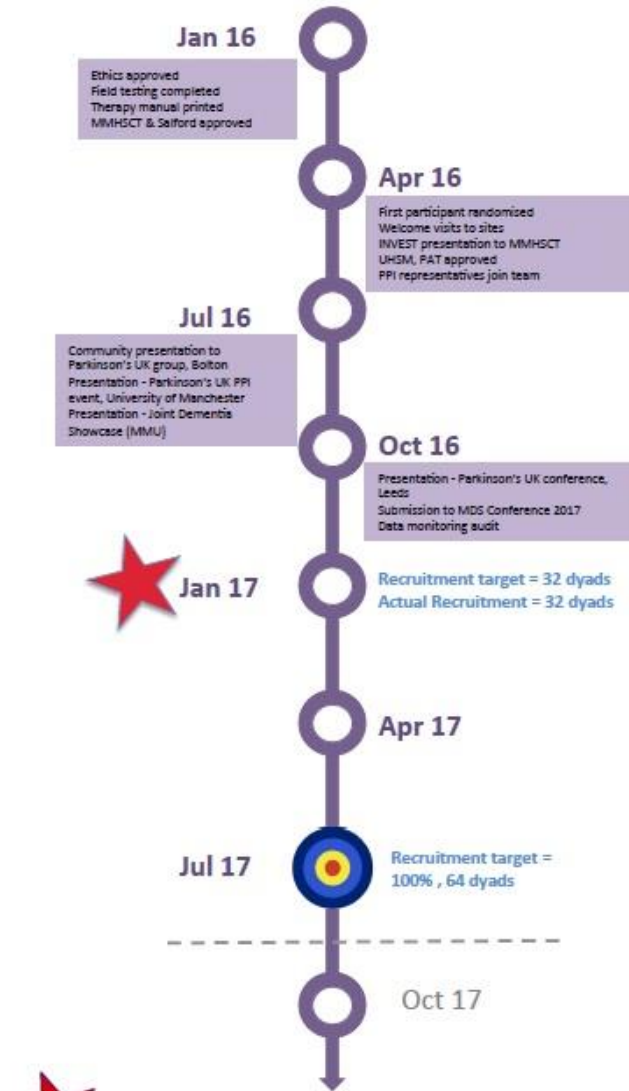 Jan 16
Ethics approved
Field testing completed
Therapy manual printed
MMHSCT & Salford approved
Apr 16
First participant randomised
Welcome visits to sites
INVEST presentation to MMHSCT
UHSM, PAT approved
PPI representatives join team
Jul 16
Community presentation to
Parkinson's UK group, Bolton
Presentation - Parkinson's UK PPI
event, University of Manchester
Presentation - Joint Dementia
Showcase (MMU)
Oct 16
Presentation - Parkinson's UK conference,
Leeds
Submission to MDS Conference 2017
Data monitoring audit
Jan 17
Recruitment target = 32 dyads
Actual Recruitment = 32 dyads
Apr 17
Jul 17
Recruitment target =
100% , 64 dyads
Oct 17